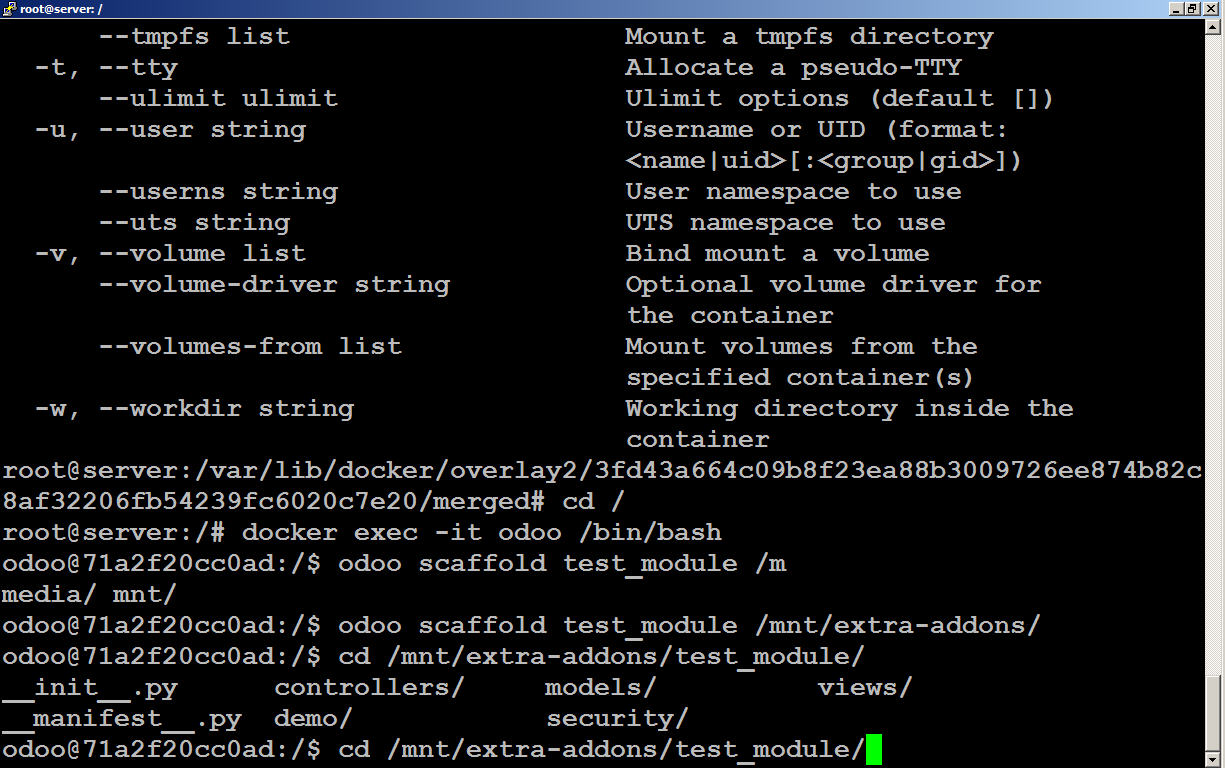 root@server: /
--tmpfs list Mount a tmpfs directory
-t, --tty Allocate a pseudo-TTY
--ulimit ulimit Ulimit options (default [])
-u, --user string Username or UID (format:
<name|uid>[:<group|gid>])
--userns string User namespace to use
--uts string UTS namespace to use
-v, --volume list Bind mount a volume
--volume-driver string Optional volume driver for
the container
--volumes-from list Mount volumes from the
specified container(s)
-w, --workdir string Working directory inside the
container
root@server:/var/lib/docker/overlay2/3fd43a664c09b8f23ea88b3009726ee874b82c
8af32206fb54239fc6020c7e20/merged# cd /
root@server:/# docker exec -it odoo /bin/bash
odoo@71a2f20cc0ad:/$ odoo scaffold test_module /m
media/ mnt/
odoo@71a2f20cc0ad:/$ odoo scaffold test_module /mnt/extra-addons/
odoo@71a2f20cc0ad:/$ cd /mnt/extra-addons/test_module/
__init__.py controllers/ models/ views/
__manifest__.py demo/ security/
odoo@71a2f20cc0ad:/$ cd /mnt/extra-addons/test_module/